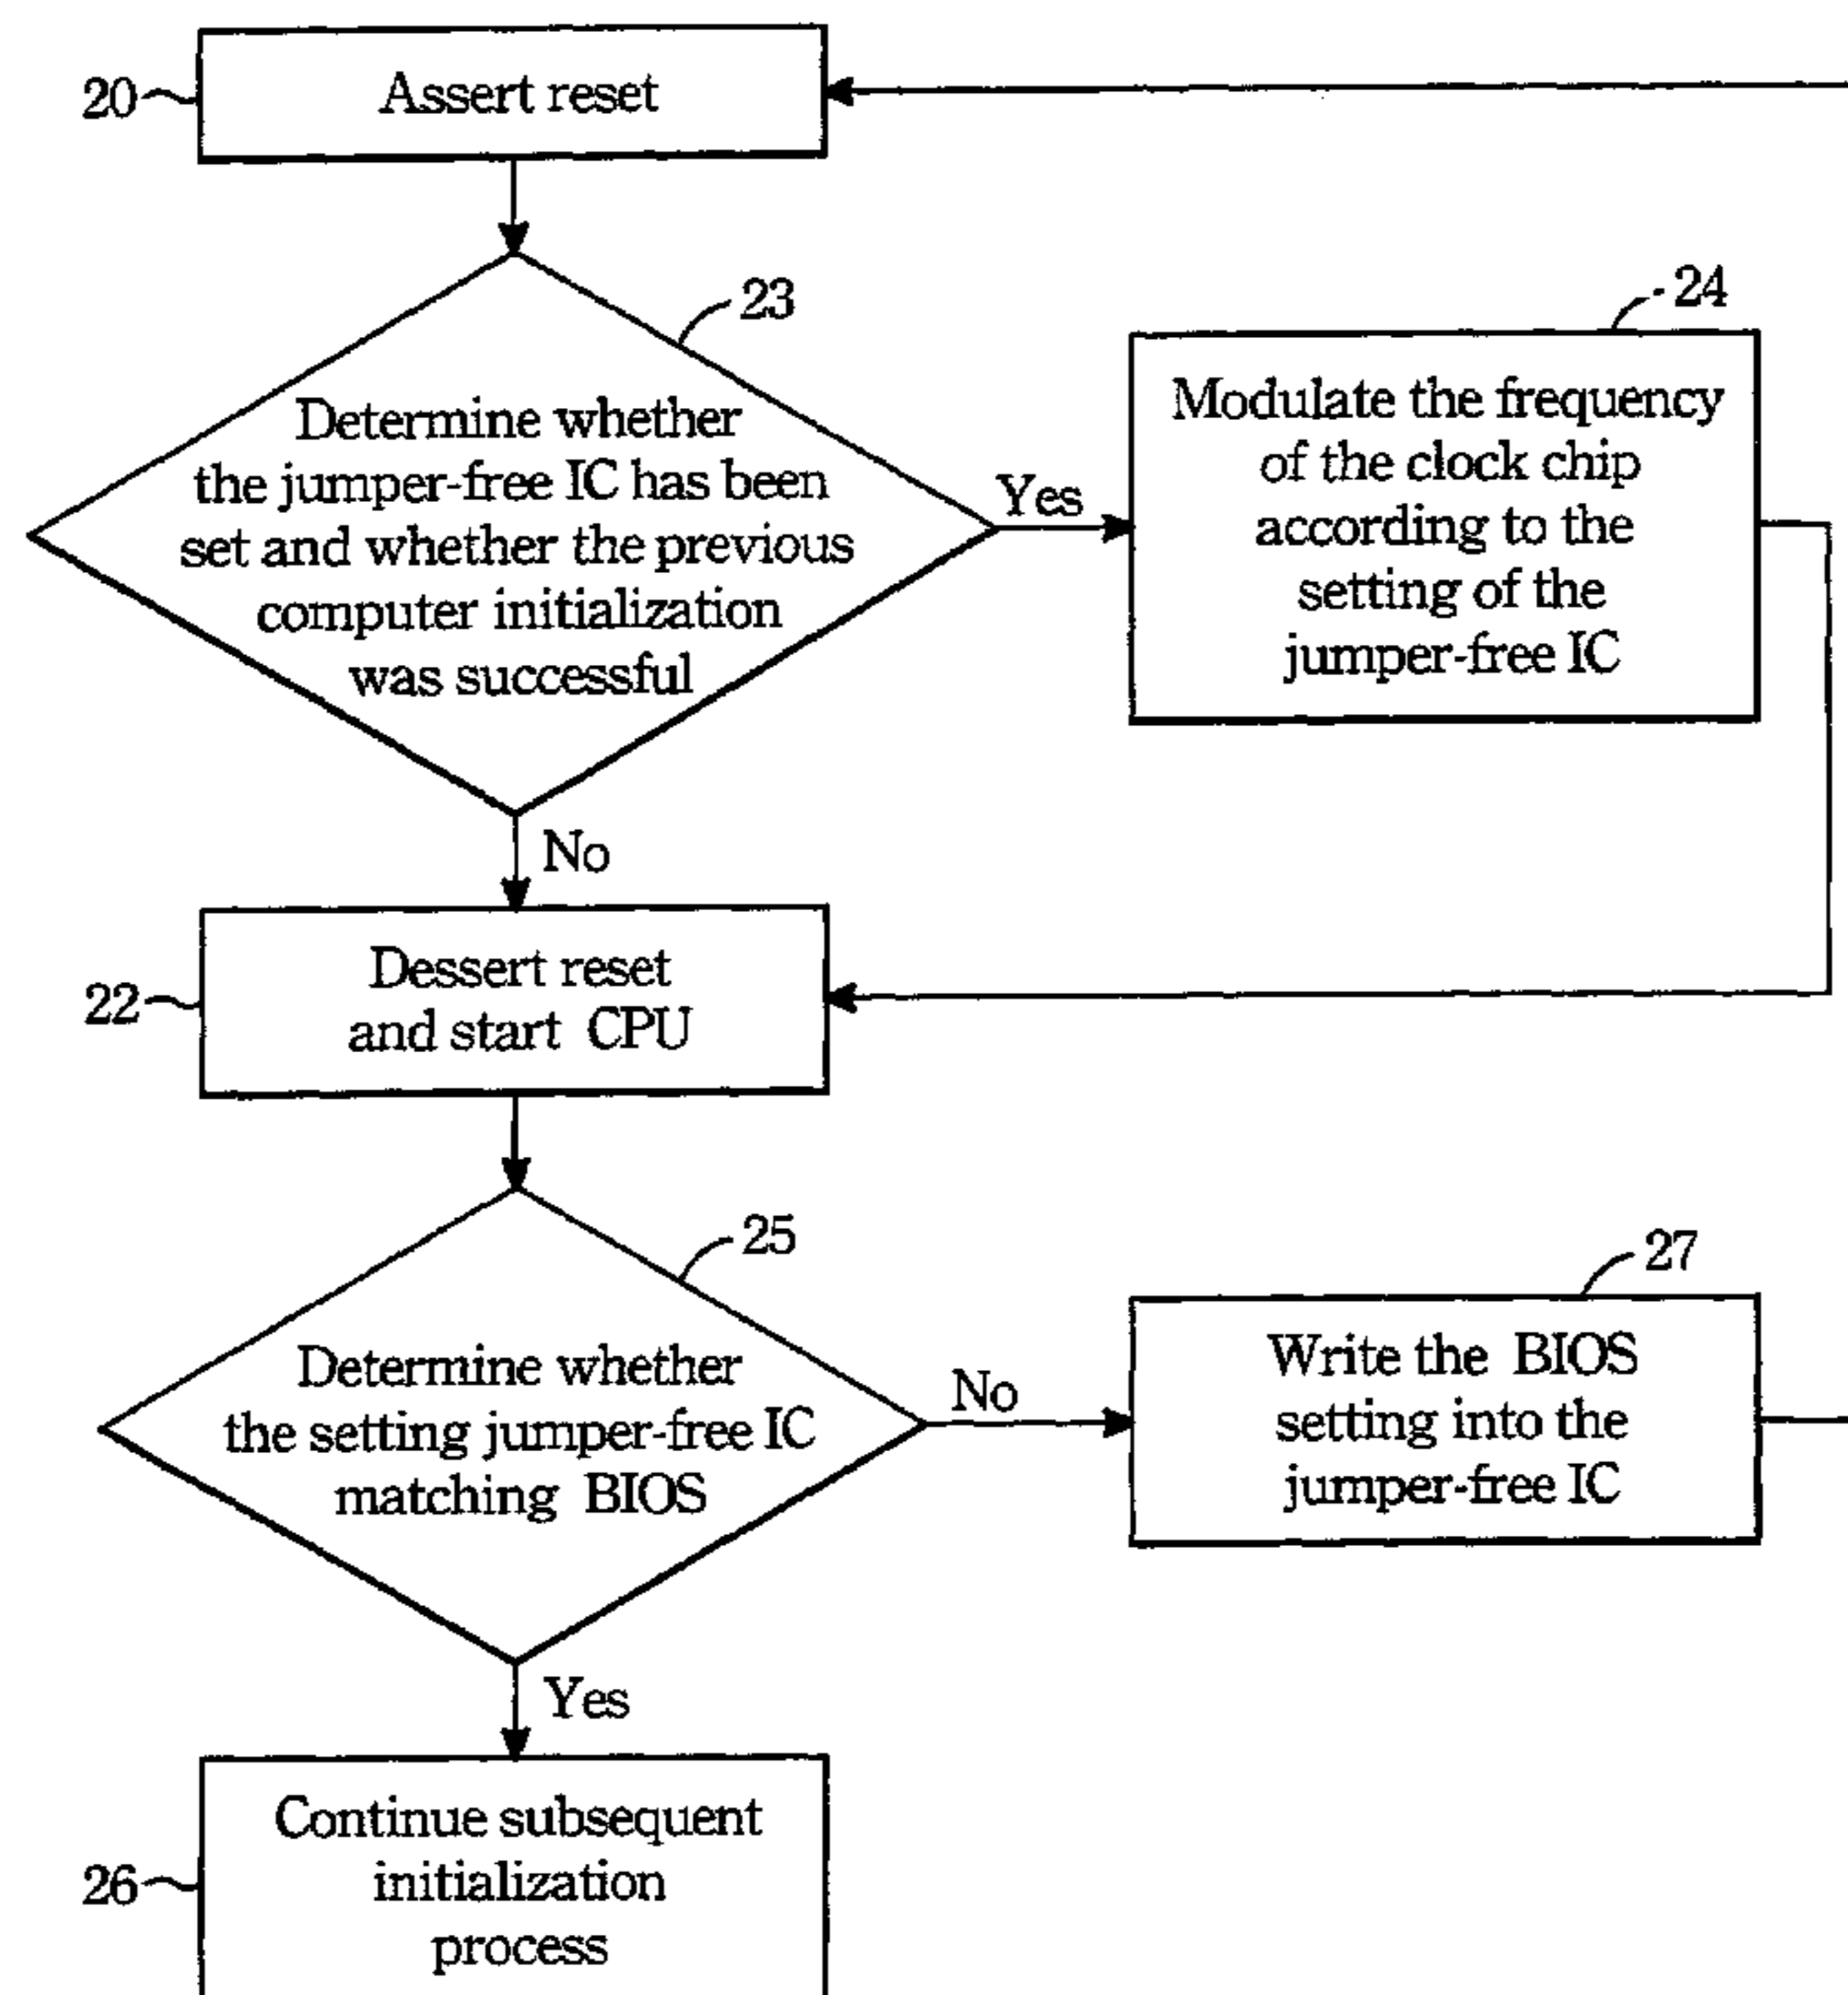 20
Assert reset
23
Determine whether
the jumper-free IC has been
set and whether the previous
computer initialization
was successful
Yes
24
Modulate the frequency
of the clock chip
according to the
setting of the
jumper-free IC
No
22
Dessert reset
and start CPU
25
Determine whether
the setting jumper-free IC
matching BIOS
No
27
Write the BIOS
setting into the
jumper-free IC
Yes
26
Continue subsequent
initialization
process